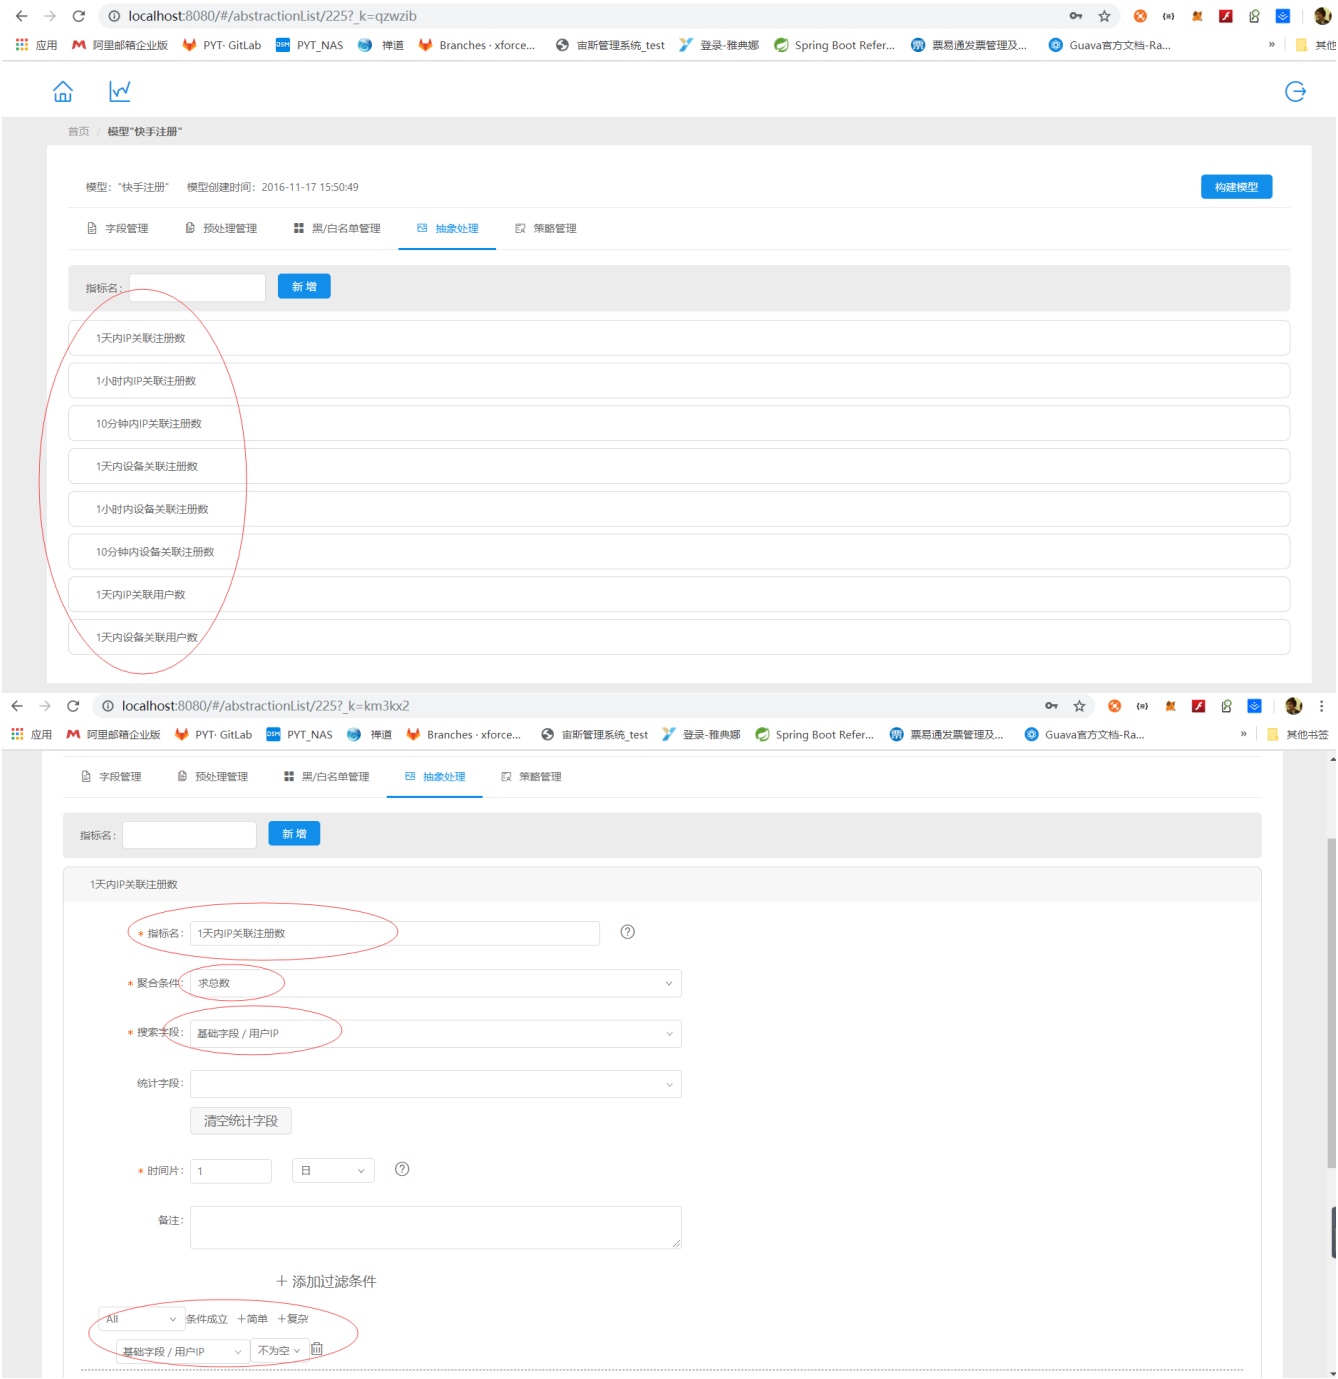 localhost:8080/#/abstractionList/225?_k=qzwzib
应用 阿里邮箱企业版 PYT· GitLab PYT_NAS 禅道 Branches · xforce... 宙斯管理系统_test 登录-雅典娜 Spring Boot Refer... 票易通发票管理及... Guava官方文档-Ra... » 其他
首页 / 模型"快手注册"
模型："快手注册" 模型创建时间：2016-11-17 15:50:49 构建模型
字段管理 预处理管理 黑/白名单管理 抽象处理 策略管理
指标名： 新 增
1天内IP关联注册数
1小时内IP关联注册数
10分钟内IP关联注册数
1天内设备关联注册数
1小时内设备关联注册数
10分钟内设备关联注册数
1天内IP关联用户数
1天内设备关联用户数
localhost:8080/#/abstractionList/225?_k=km3kx2
应用 阿里邮箱企业版 PYT· GitLab PYT_NAS 禅道 Branches · xforce... 宙斯管理系统_test 登录-雅典娜 Spring Boot Refer... 票易通发票管理及... Guava官方文档-Ra... » 其他书签
字段管理 预处理管理 黑/白名单管理 抽象处理 策略管理
指标名： 新 增
1天内IP关联注册数
* 指标名： 1天内IP关联注册数
* 聚合条件： 求总数
* 搜索字段： 基础字段 / 用户IP
统计字段：
清空统计字段
* 时间片： 1 日
备注：
+ 添加过滤条件
All 条件成立 +简单 +复杂
基础字段 / 用户IP 不为空